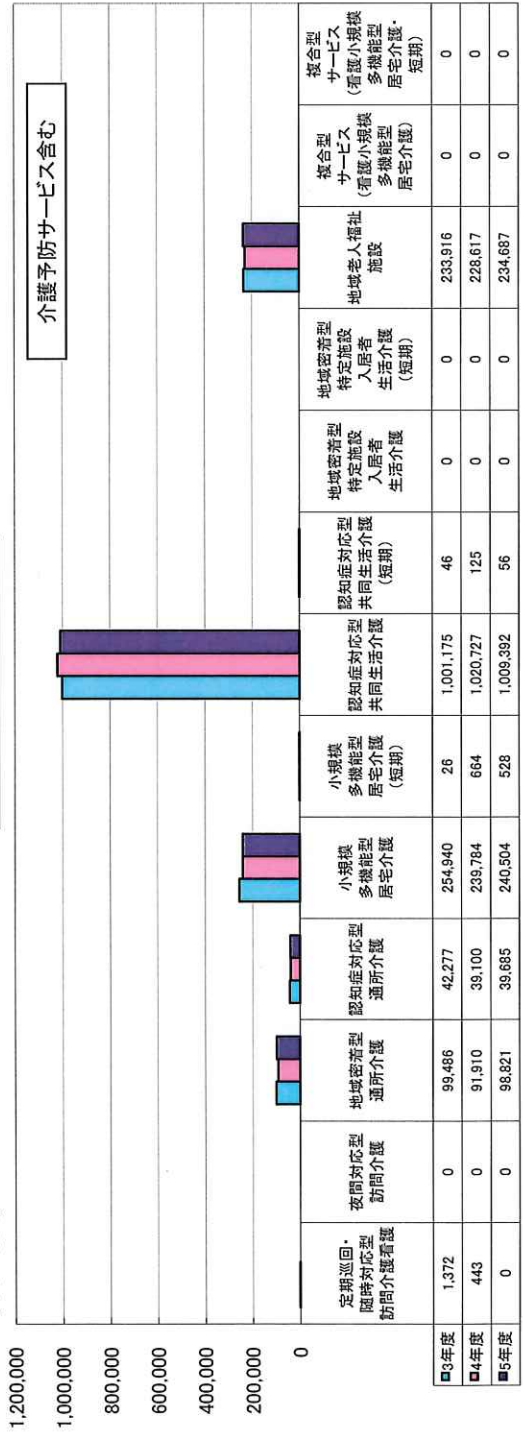 介護予防サービス含む
1,200,000
1,000,000
800,000
600,000
400,000
200,000
0
定期巡回・
随時対応型
訪問介護看護
夜間対応型
訪問介護
地域密着型
通所介護
認知症対応型
通所介護
小規模
多機能型
居宅介護
小規模
多機能型
居宅介護
(短期)
認知症対応型
共同生活介護
認知症対応型
共同生活介護
(短期)
地域密着型
特定施設
入居者
生活介護
地域密着型
特定施設
入居者
生活介護
(短期)
地域老人福祉
施設
複合型
サービス
(看護小規模
多機能型
居宅介護)
複合型
サービス
(看護小規模
多機能型
居宅介護・
短期)
3年度 1,372 0 99,486 42,277 254,940 26 1,001,175 46 0 0 233,916 0 0
4年度 443 0 91,910 39,100 239,784 664 1,020,727 125 0 0 228,617 0 0
5年度 0 0 98,821 39,685 240,504 528 1,009,392 56 0 0 234,687 0 0